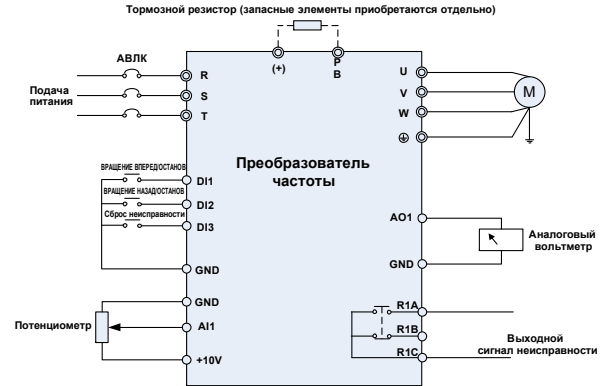 Тормозной резистор (запасные элементы приобретаются отдельно)
АВЛК
Подача
питания
R
S
T
(+)
P
B
U
V
W
M
Преобразователь
частоты
ВРАЩЕНИЕ ВПЕРЕД/ОСТАНОВ
DI1
ВРАЩЕНИЕ НАЗАД/ОСТАНОВ
DI2
Сброс неисправности
DI3
GND
GND
Потенциометр
AI1
+10V
AO1
Аналоговый
вольтметр
GND
R1A
R1B
R1C
Выходной
сигнал неисправности